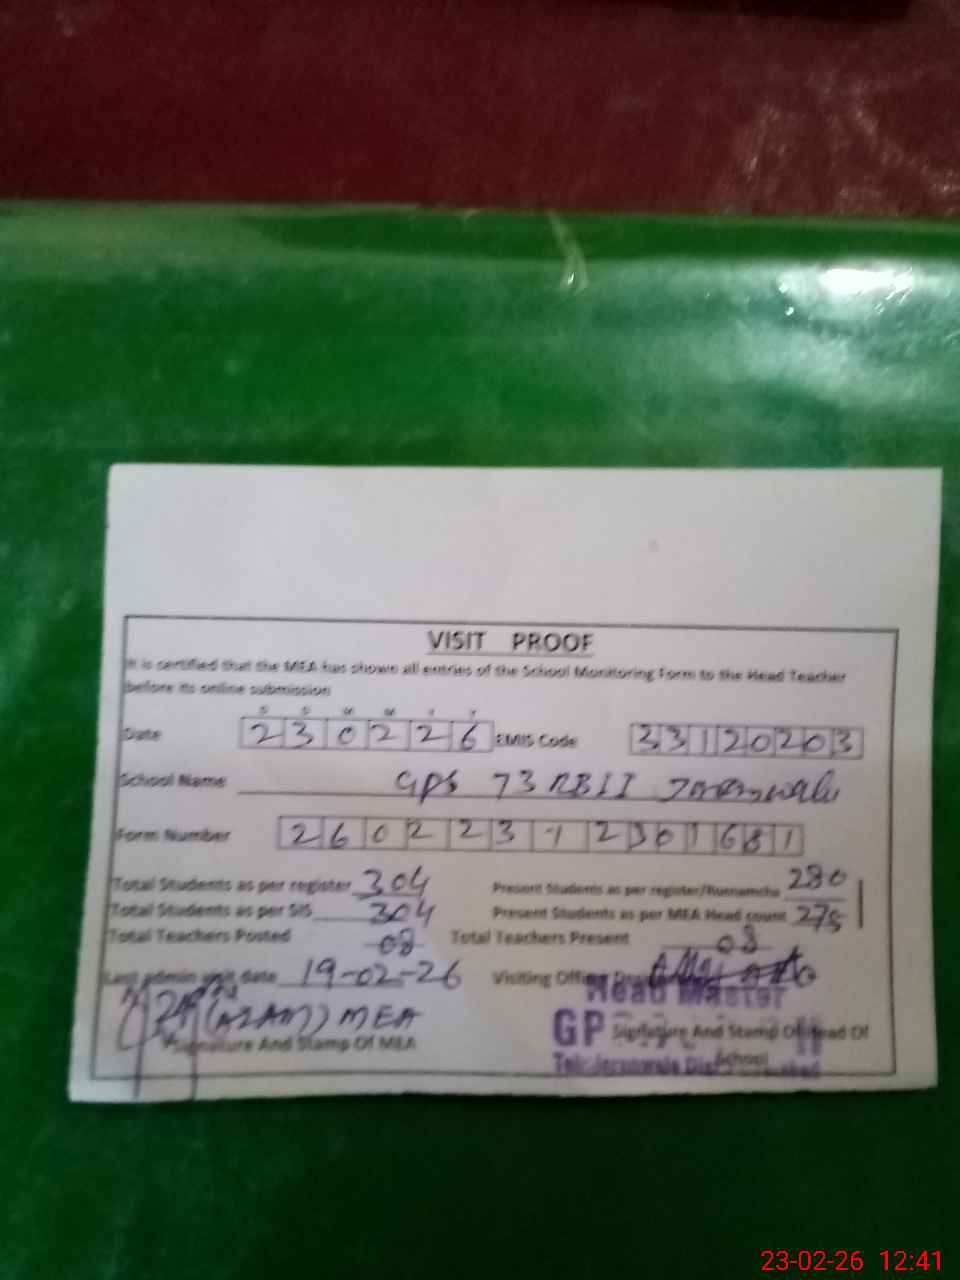 VISIT PROOF
It is certified that the MEA has shown all entries of the School Monitoring Form to the Head Teacher
before its online submission
D D M M Y Y
Date 230226 EMIS Code 33120203
School Name GPS 73 RB II
Form Number
Total Students as per register 304 Present Students as per register/Roznamcha 280
Total Students as per SIS 304 Present Students as per MEA Head count 275
Total Teachers Posted 08 Total Teachers Present 08
Last admin visit date 19-02-26 Visiting Officer
MEA Head Master
Signature And Stamp Of MEA GP Signature And Stamp Of Head Of
School
23-02-26 12:41